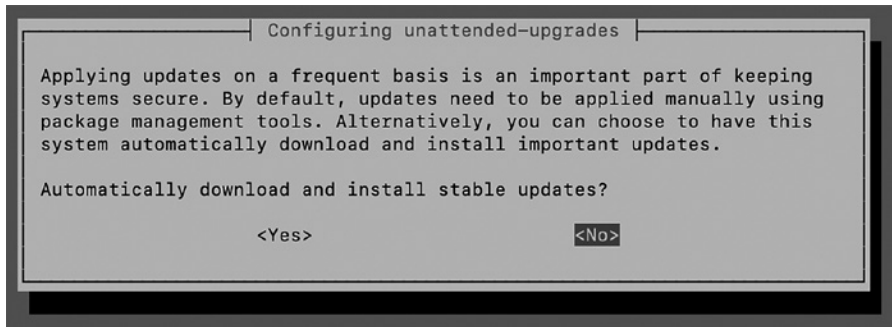 Configuring unattended-upgrades
Applying updates on a frequent basis is an important part of keeping
systems secure. By default, updates need to be applied manually using
package management tools. Alternatively, you can choose to have this
system automatically download and install important updates.
Automatically download and install stable updates?
<Yes> <No>